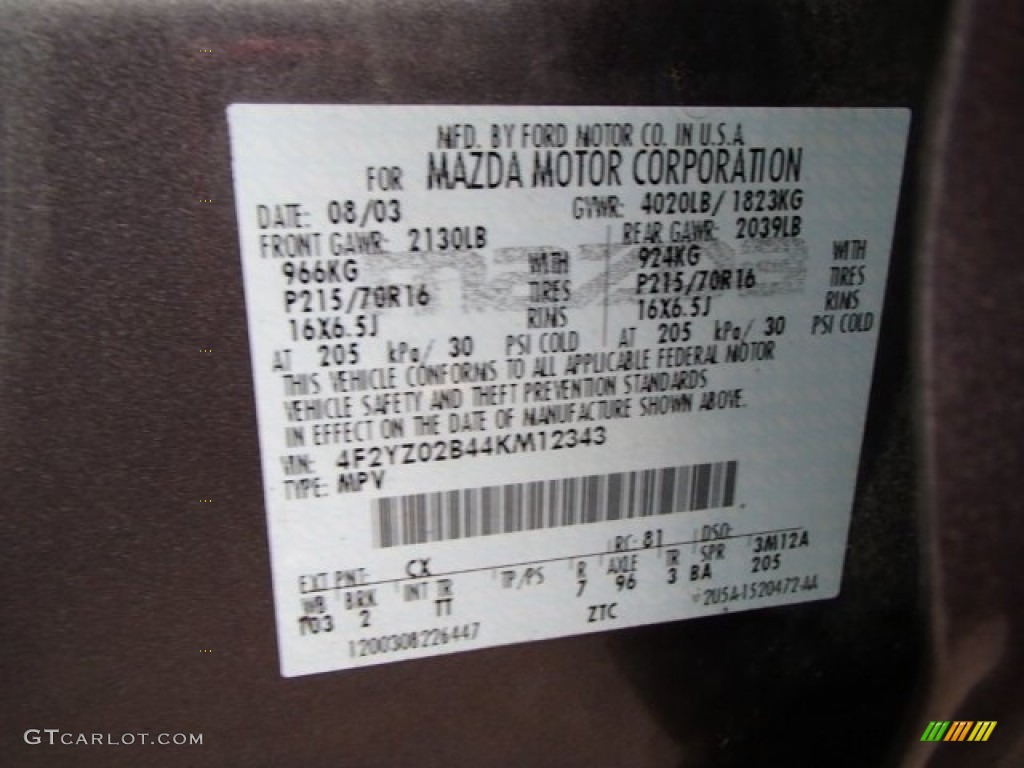 MFD. BY FORD MOTOR CO. IN U.S.A
FOR MAZDA MOTOR CORPORATION
DATE: 08/03 GVWR: 4020LB/ 1823KG
FRONT GAWR: 2130LB REAR GAWR: 2039LB
966KG WITH 924KG WITH
P215/70R16 TIRES P215/70R16 TIRES
16X6.5J RIMS 16X6.5J RIMS
AT 205 kPa/ 30 PSI COLD AT 205 kPa/ 30 PSI COLD
THIS VEHICLE CONFORMS TO ALL APPLICABLE FEDERAL MOTOR
VEHICLE SAFETY AND THEFT PREVENTION STANDARDS
IN EFFECT ON THE DATE OF MANUFACTURE SHOWN ABOVE.
VIN: 4F2YZ02B44KM12343
TYPE: MPV
EXT PNT: CX RC: 81 DSO:
WB BRK INT TR TP/PS R AXLE TR SPR 3M12A
103 2 TT 7 96 3 BA 205
1200308226447 ZTC 2U5A-1520472-AA
GTCARLOT.COM